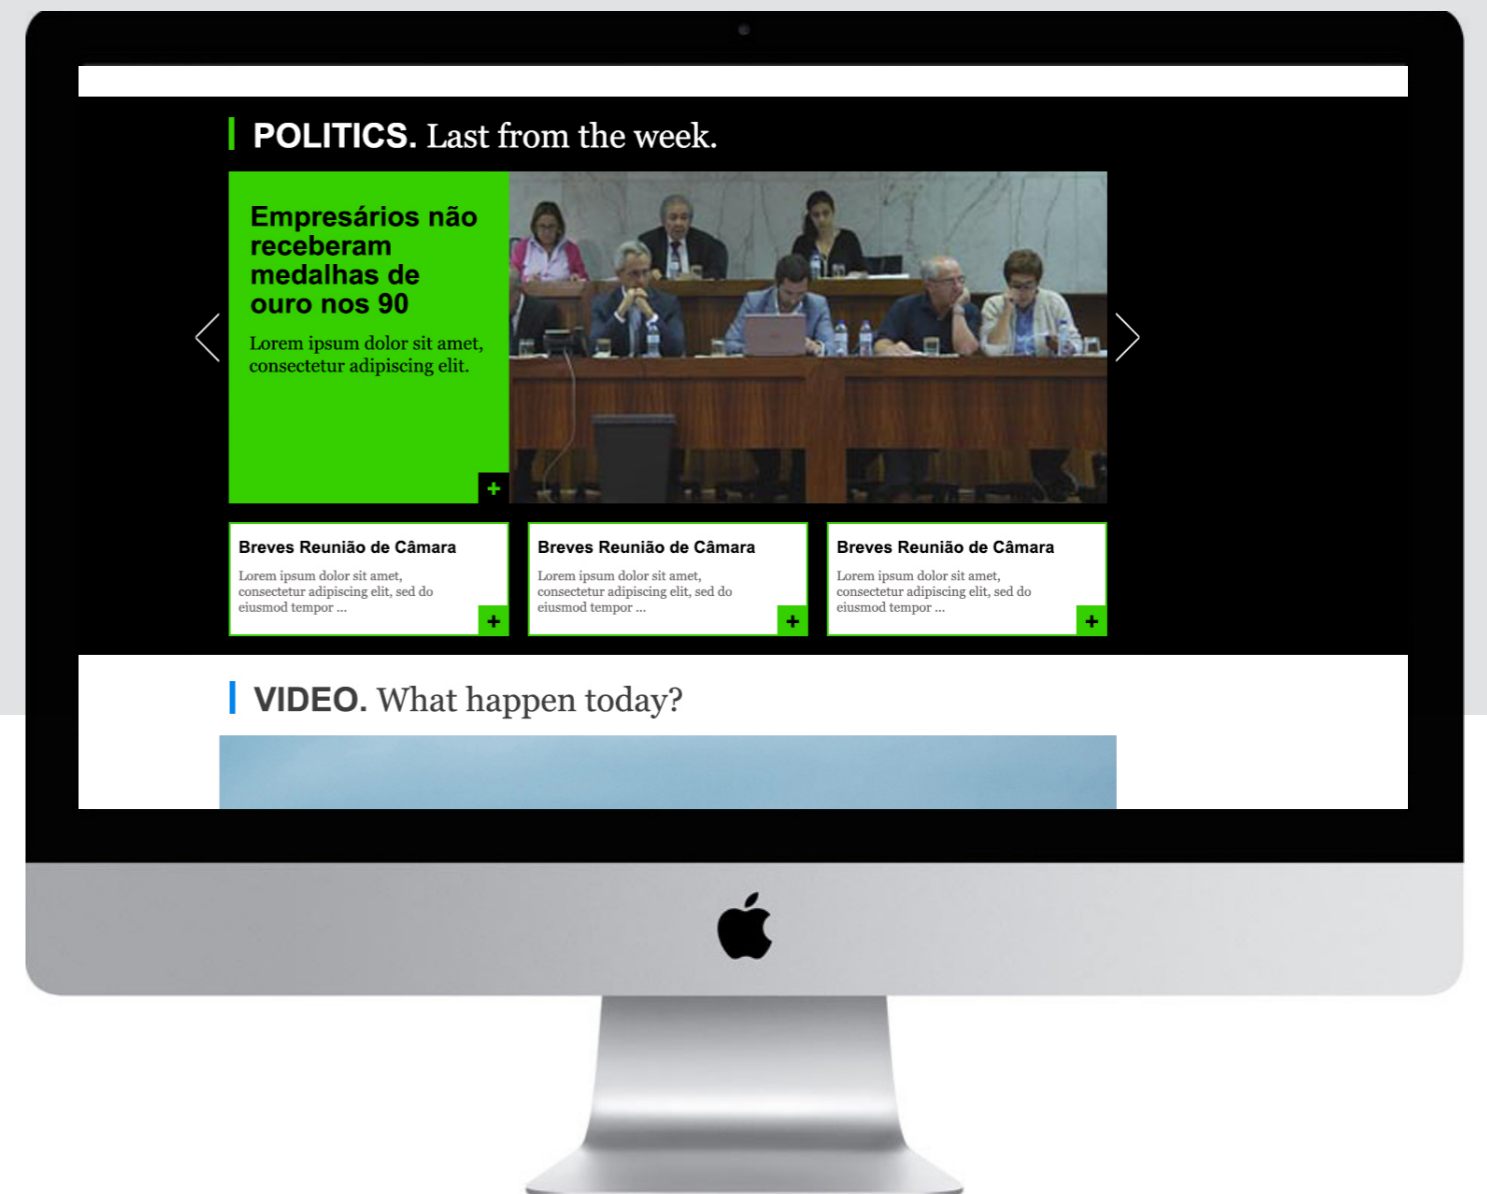 POLITICS. Last from the week.
Empresários não
receberam
medalhas de
ouro nos 90
Lorem ipsum dolor sit amet,
consectetur adipiscing elit.
+
Breves Reunião de Câmara
Lorem ipsum dolor sit amet,
consectetur adipiscing elit, sed do
eiusmod tempor ...
+
Breves Reunião de Câmara
Lorem ipsum dolor sit amet,
consectetur adipiscing elit, sed do
eiusmod tempor ...
+
Breves Reunião de Câmara
Lorem ipsum dolor sit amet,
consectetur adipiscing elit, sed do
eiusmod tempor ...
+
VIDEO. What happen today?